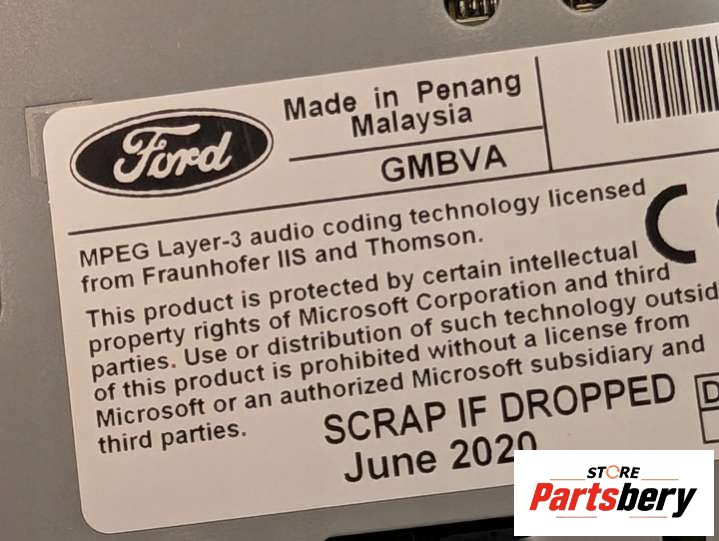 Ford
Made in Penang
Malaysia
GMBVA
MPEG Layer-3 audio coding technology licensed
from Fraunhofer IIS and Thomson.
This product is protected by certain intellectual
property rights of Microsoft Corporation and third
parties. Use or distribution of such technology outsid
of this product is prohibited without a license from
Microsoft or an authorized Microsoft subsidiary and
third parties.
SCRAP IF DROPPED
June 2020
D
STORE
Partsbery